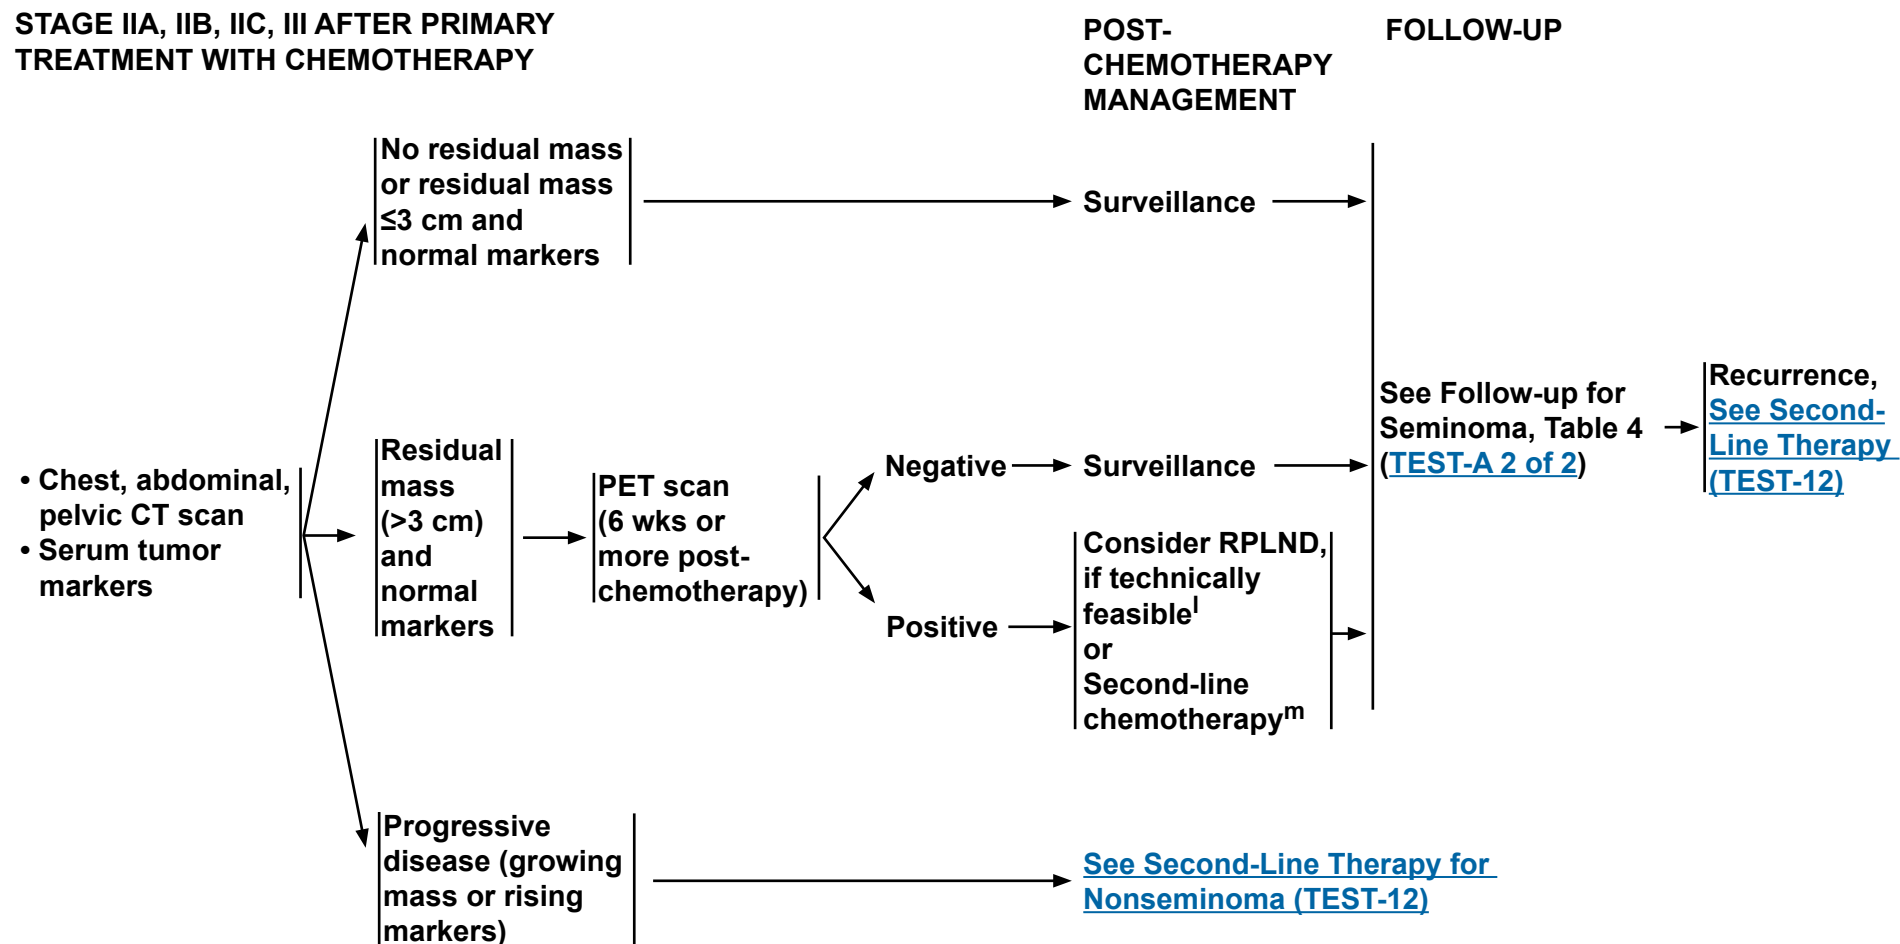 STAGE IIA, IIB, IIC, III AFTER PRIMARY
TREATMENT WITH CHEMOTHERAPY
POST-
CHEMOTHERAPY
MANAGEMENT
FOLLOW-UP
• Chest, abdominal,
pelvic CT scan
• Serum tumor
markers
No residual mass
or residual mass
≤3 cm and
normal markers
Surveillance
Residual
mass
(>3 cm)
and
normal
markers
PET scan
(6 wks or
more post-
chemotherapy)
Negative
Surveillance
Positive
Consider RPLND,
if technically
feasibleˡ
or
Second-line
chemotherapyᵐ
See Follow-up for
Seminoma, Table 4
(TEST-A 2 of 2)
Recurrence,
See Second-
Line Therapy
(TEST-12)
Progressive
disease (growing
mass or rising
markers)
See Second-Line Therapy for
Nonseminoma (TEST-12)